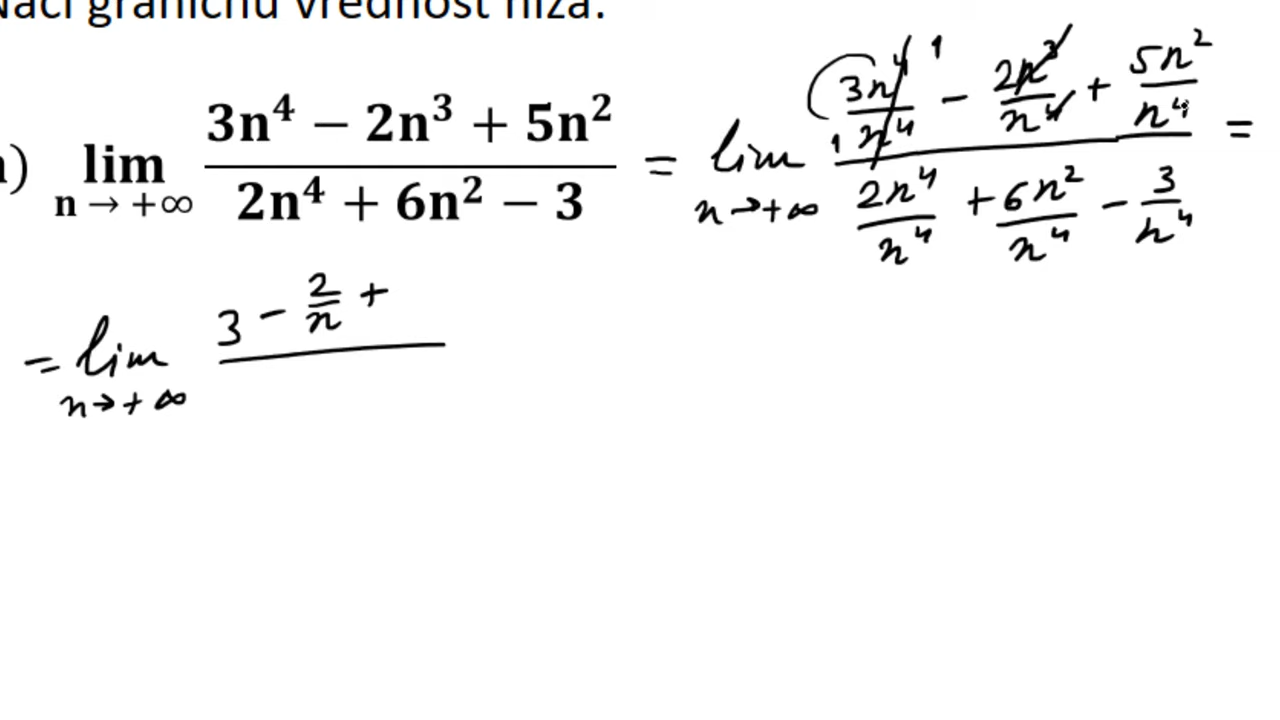 Naći graničnu vrednost niza:
a) lim n → +∞ (3n⁴ − 2n³ + 5n²)/(2n⁴ + 6n² − 3) = lim n→+∞ (3n⁴/n⁴ − 2n³/n⁴ + 5n²/n⁴)/(2n⁴/n⁴ + 6n²/n⁴ − 3/n⁴) =
= lim n→+∞ 3 − 2/n +